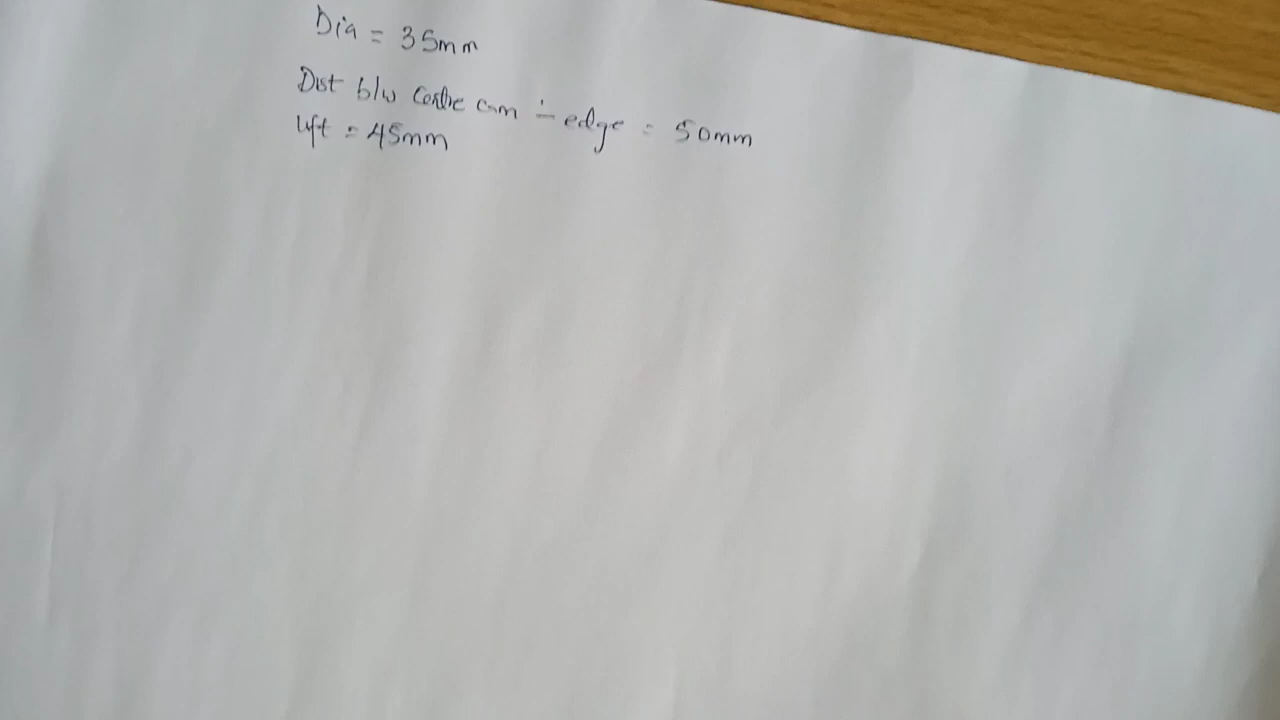 Dia = 35mm
Dist b/w Centre cam ∸ edge = 50mm
lift = 45mm